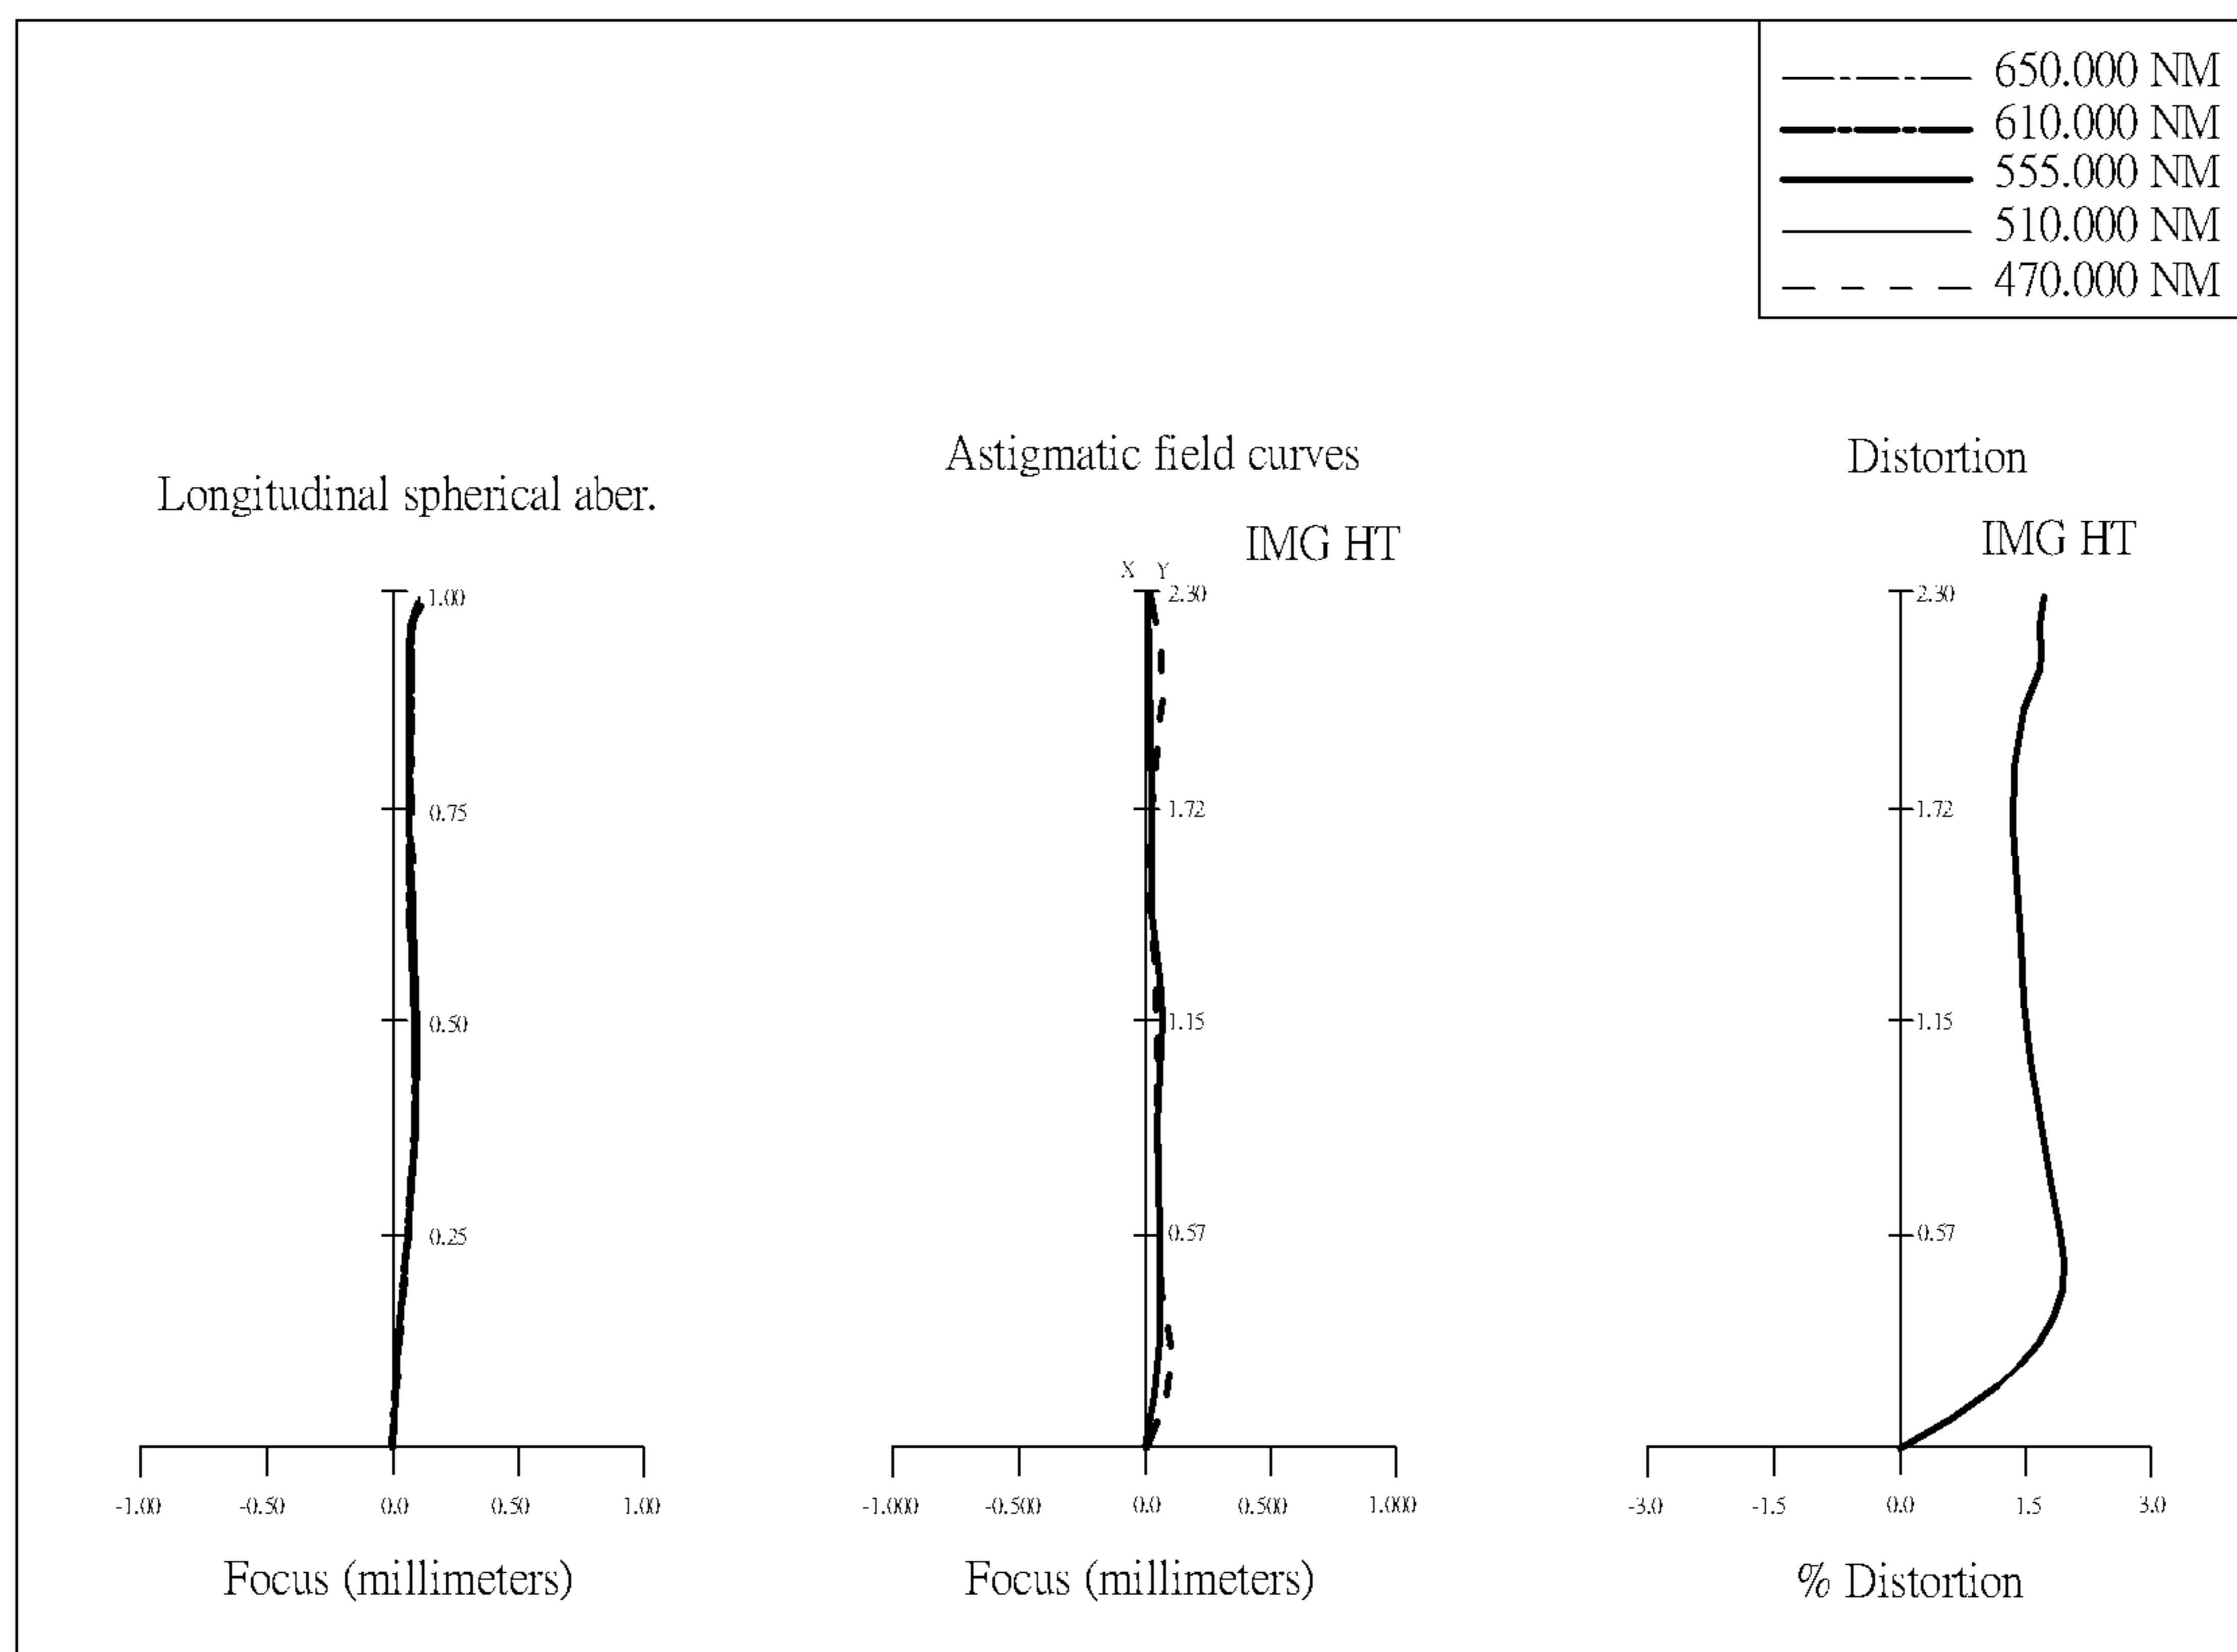 650.000 NM
610.000 NM
555.000 NM
510.000 NM
470.000 NM
Longitudinal spherical aber.
1.00
0.75
0.50
0.25
-1.00 -0.50 0.0 0.50 1.00
Focus (millimeters)
Astigmatic field curves
IMG HT
X Y
2.30
1.72
1.15
0.57
-1.000 -0.500 0.0 0.500 1.000
Focus (millimeters)
Distortion
IMG HT
2.30
1.72
1.15
0.57
-3.0 -1.5 0.0 1.5 3.0
% Distortion